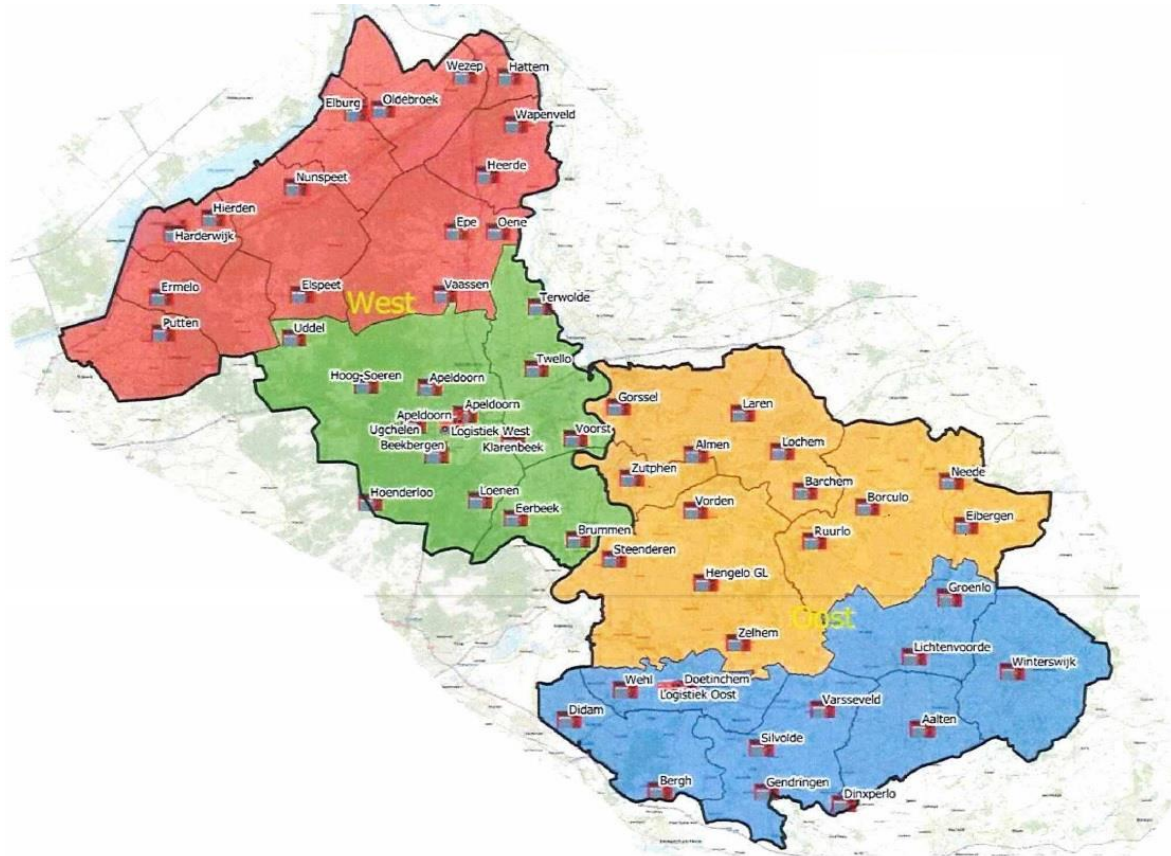 Wezep
Hattem
Elburg
Oldebroek
Wapenveld
Heerde
Nunspeet
Hierden
Harderwijk
Epe
Oene
Ermelo
Elspeet
West
Vaassen
Terwolde
Putten
Uddel
Twello
Hoog-Soeren
Apeldoorn
Apeldoorn
Apeldoorn
Ugchelen
Logistiek West
Beekbergen
Klarenbeek
Voorst
Gorssel
Laren
Almen
Lochem
Zutphen
Barchem
Neede
Hoenderloo
Loenen
Eerbeek
Vorden
Borculo
Eibergen
Brummen
Steenderen
Ruurlo
Hengelo GL
Groenlo
Oost
Zelhem
Lichtenvoorde
Winterswijk
Wehl
Doetinchem
Logistiek Oost
Didam
Varsseveld
Aalten
Silvolde
Bergh
Gendringen
Dinxperlo